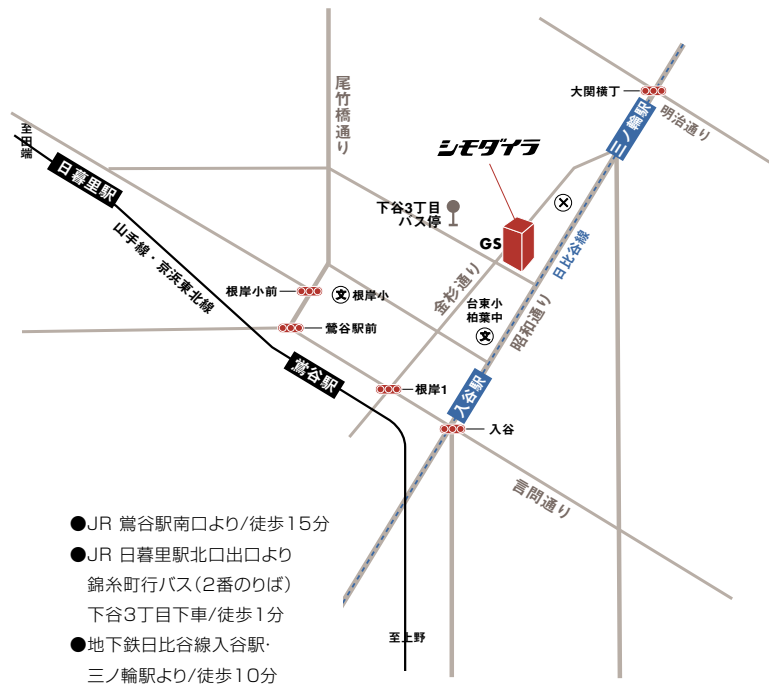 大関横丁
明治通り
三ノ輪駅
尾竹橋通り
至田端
日暮里駅
シモダイラ
下谷3丁目
バス停
GS
日比谷線
山手線・京浜東北線
金杉通り
根岸小前
文
根岸小
台東小
柏葉中
文
昭和通り
鶯谷駅前
鶯谷駅
根岸1
入谷駅
入谷
言問通り
●JR 鴬谷駅南口より/徒歩15分
●JR 日暮里駅北口出口より
錦糸町行バス(2番のりば)
下谷3丁目下車/徒歩1分
●地下鉄日比谷線入谷駅・
三ノ輪駅より/徒歩10分
至上野